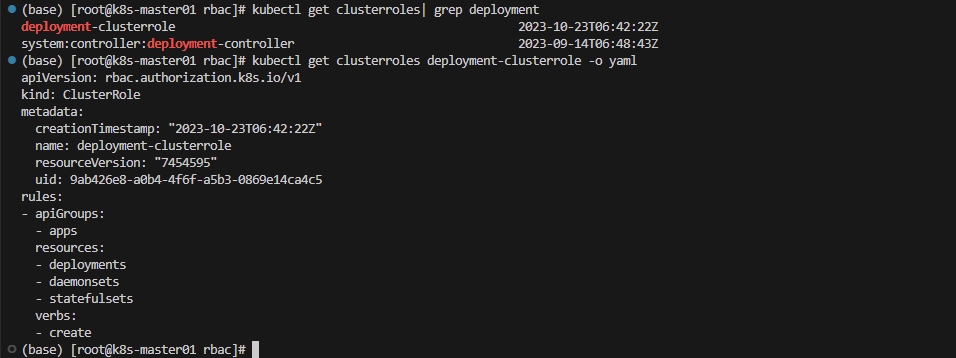 (base) [root@k8s-master01 rbac]# kubectl get clusterroles| grep deployment
deployment-clusterrole                                                 2023-10-23T06:42:22Z
system:controller:deployment-controller                                2023-09-14T06:48:43Z
(base) [root@k8s-master01 rbac]# kubectl get clusterroles deployment-clusterrole -o yaml
apiVersion: rbac.authorization.k8s.io/v1
kind: ClusterRole
metadata:
  creationTimestamp: "2023-10-23T06:42:22Z"
  name: deployment-clusterrole
  resourceVersion: "7454595"
  uid: 9ab426e8-a0b4-4f6f-a5b3-0869e14ca4c5
rules:
- apiGroups:
  - apps
  resources:
  - deployments
  - daemonsets
  - statefulsets
  verbs:
  - create
(base) [root@k8s-master01 rbac]#